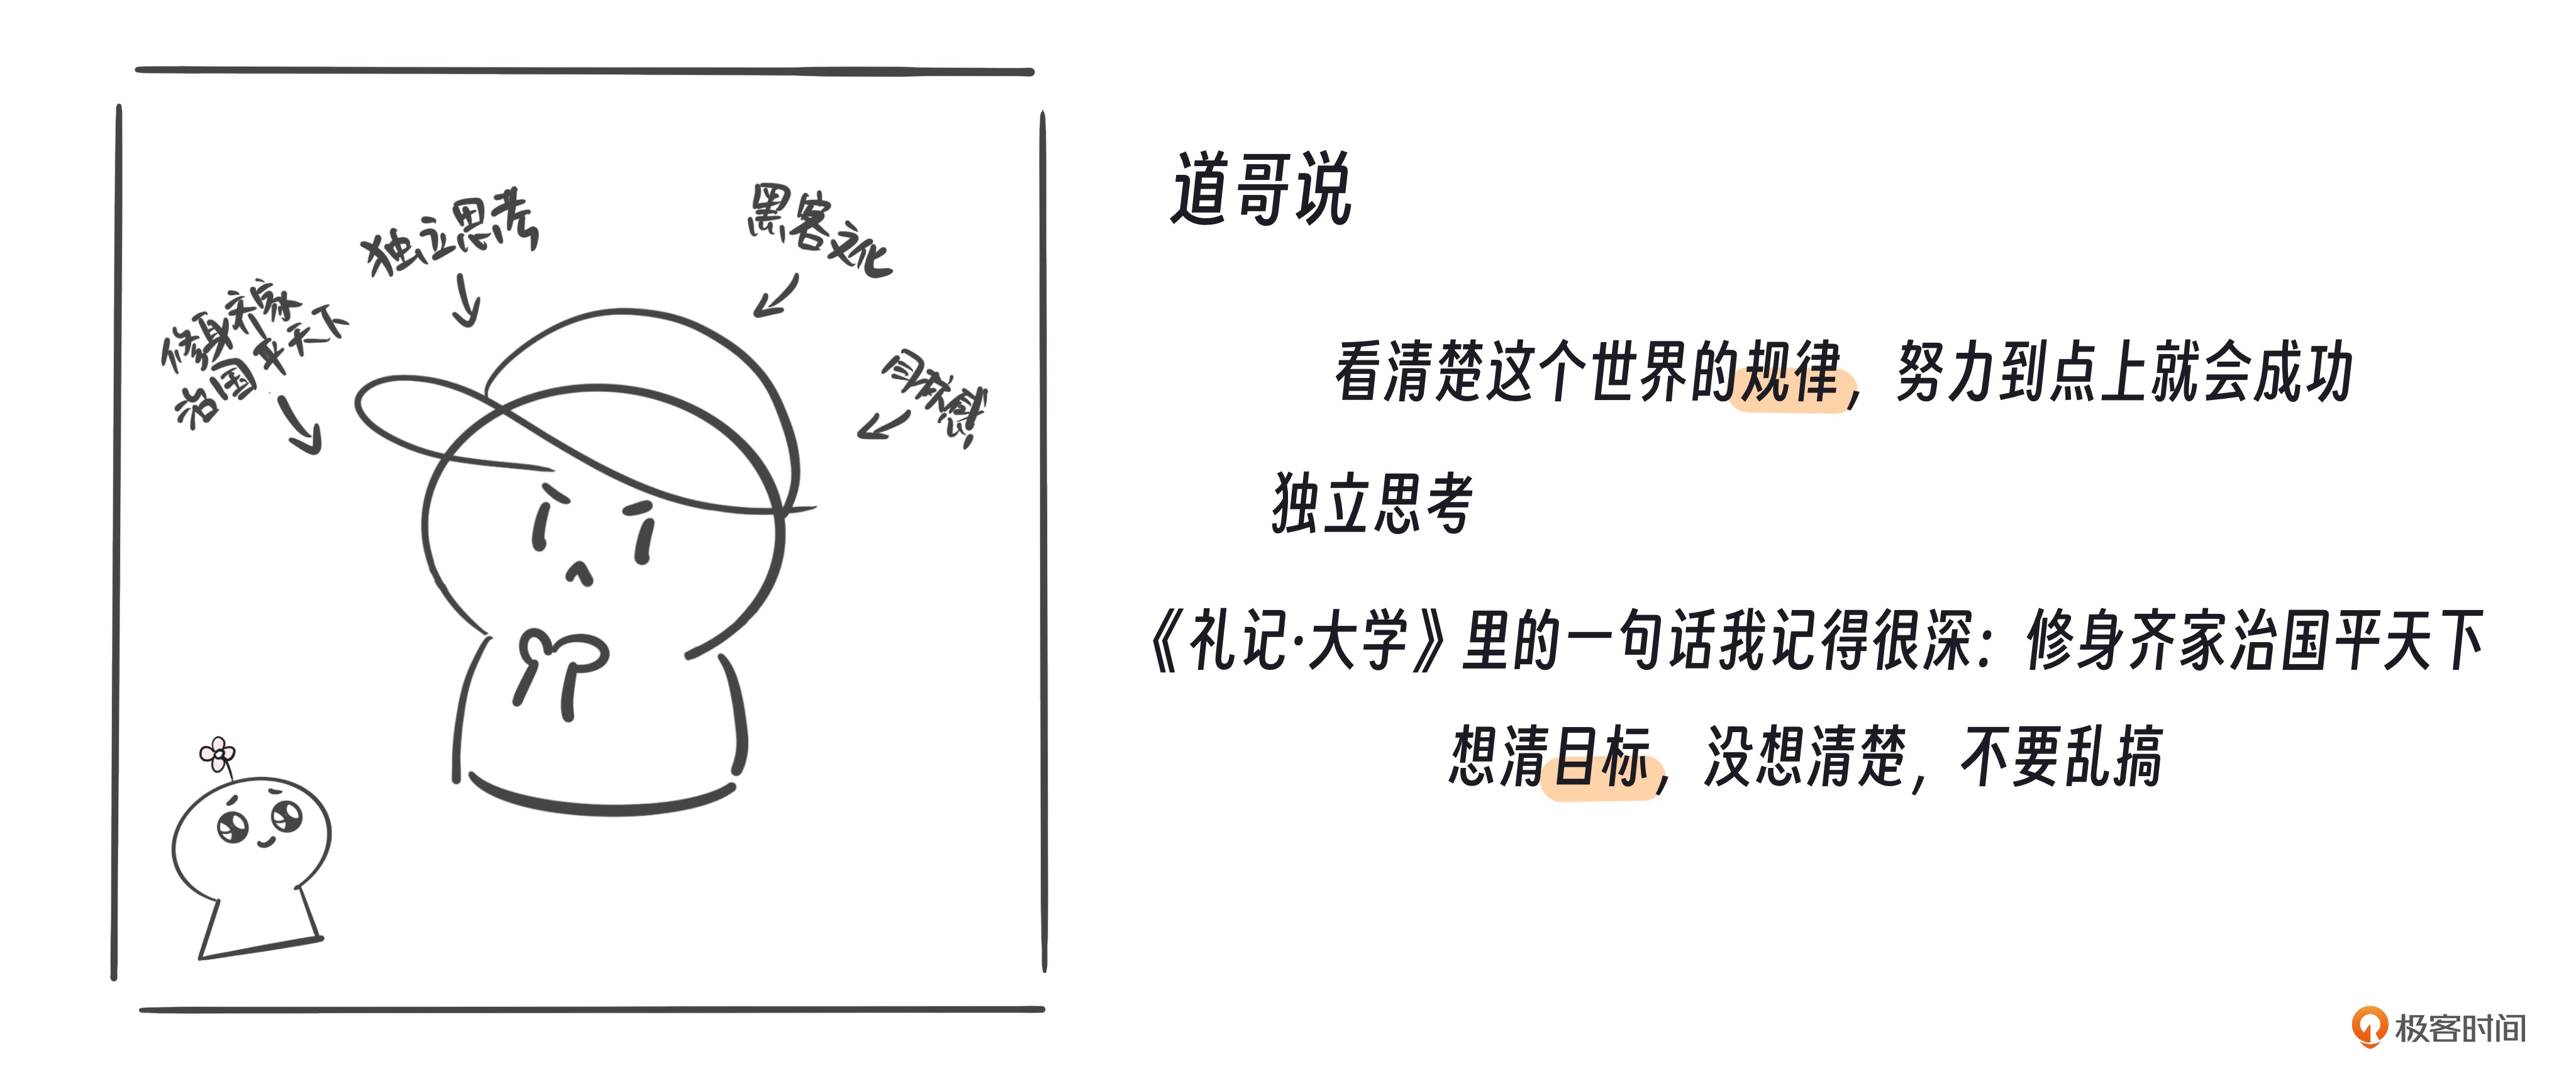 独立思考
黑客文化
修身齐家
治国平天下
道哥说
看清楚这个世界的规律，努力到点上就会成功
独立思考
《礼记·大学》里的一句话我记得很深：修身齐家治国平天下
想清目标，没想清楚，不要乱搞
极客时间